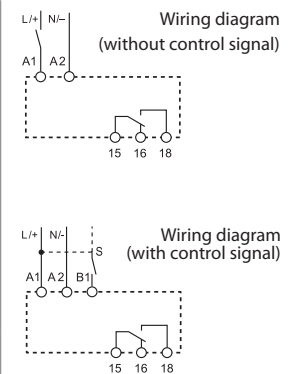 L/+ N/– Wiring diagram
(without control signal)
A1 A2
15 16 18
L/+ N/- Wiring diagram
S (with control signal)
A1 A2 B1
15 16 18